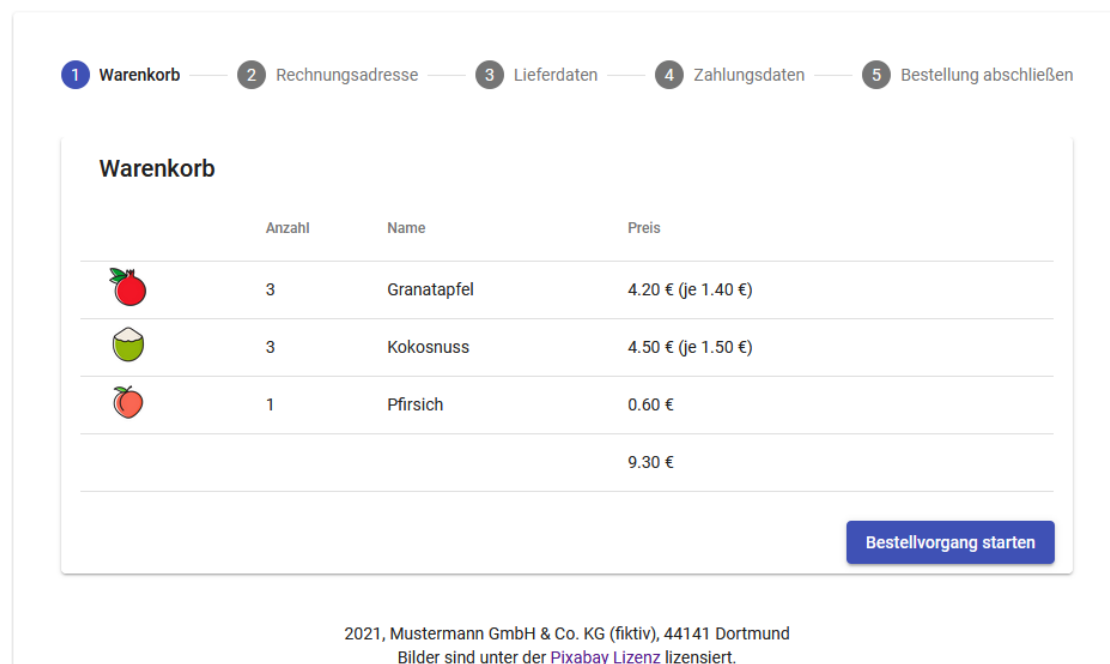 1 Warenkorb 2 Rechnungsadresse 3 Lieferdaten 4 Zahlungsdaten 5 Bestellung abschließen
Warenkorb
Anzahl Name Preis
3 Granatapfel 4.20 € (je 1.40 €)
3 Kokosnuss 4.50 € (je 1.50 €)
1 Pfirsich 0.60 €
9.30 €
Bestellvorgang starten
2021, Mustermann GmbH & Co. KG (fiktiv), 44141 Dortmund
Bilder sind unter der Pixabay Lizenz lizensiert.